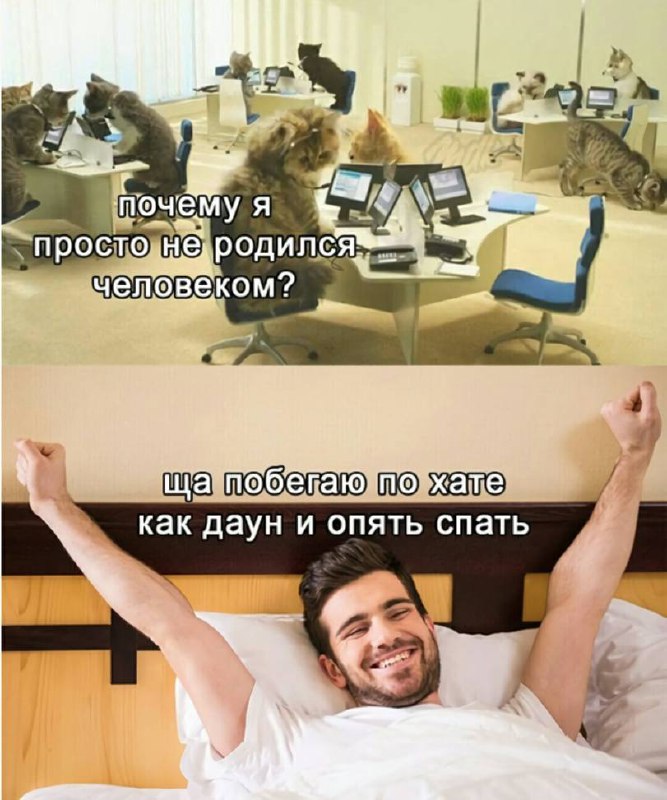 почему я
просто не родился
человеком?
ща побегаю по хате
как даун и опять спать